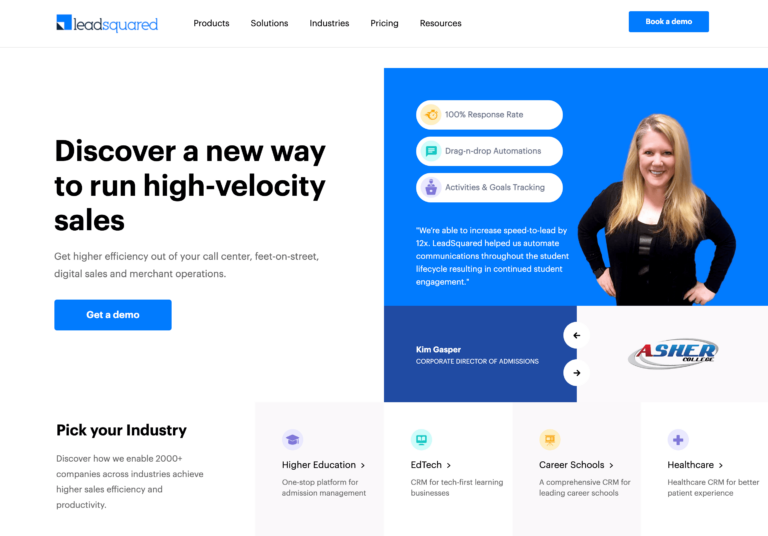 leadsquared
Products Solutions Industries Pricing Resources
Book a demo
Discover a new way
to run high-velocity
sales
Get higher efficiency out of your call center, feet-on-street,
digital sales and merchant operations.
Get a demo
100% Response Rate
Drag-n-drop Automations
Activities & Goals Tracking
"We're able to increase speed-to-lead by
12x. LeadSquared helped us automate
communications throughout the student
lifecycle resulting in continued student
engagement."
Kim Gasper
CORPORATE DIRECTOR OF ADMISSIONS
ASHER
COLLEGE
Pick your Industry
Discover how we enable 2000+
companies across industries achieve
higher sales efficiency and
productivity.
Higher Education
One-stop platform for
admission management
EdTech
CRM for tech-first learning
businesses
Career Schools
A comprehensive CRM for
leading career schools
Healthcare
Healthcare CRM for better
patient experience